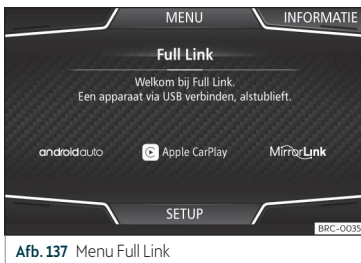 MENU INFORMATIE
Full Link
Welkom bij Full Link.
Een apparaat via USB verbinden, alstublieft.
androidauto Apple CarPlay MirrorLink
SETUP
BRC-0035
Afb. 137 Menu Full Link